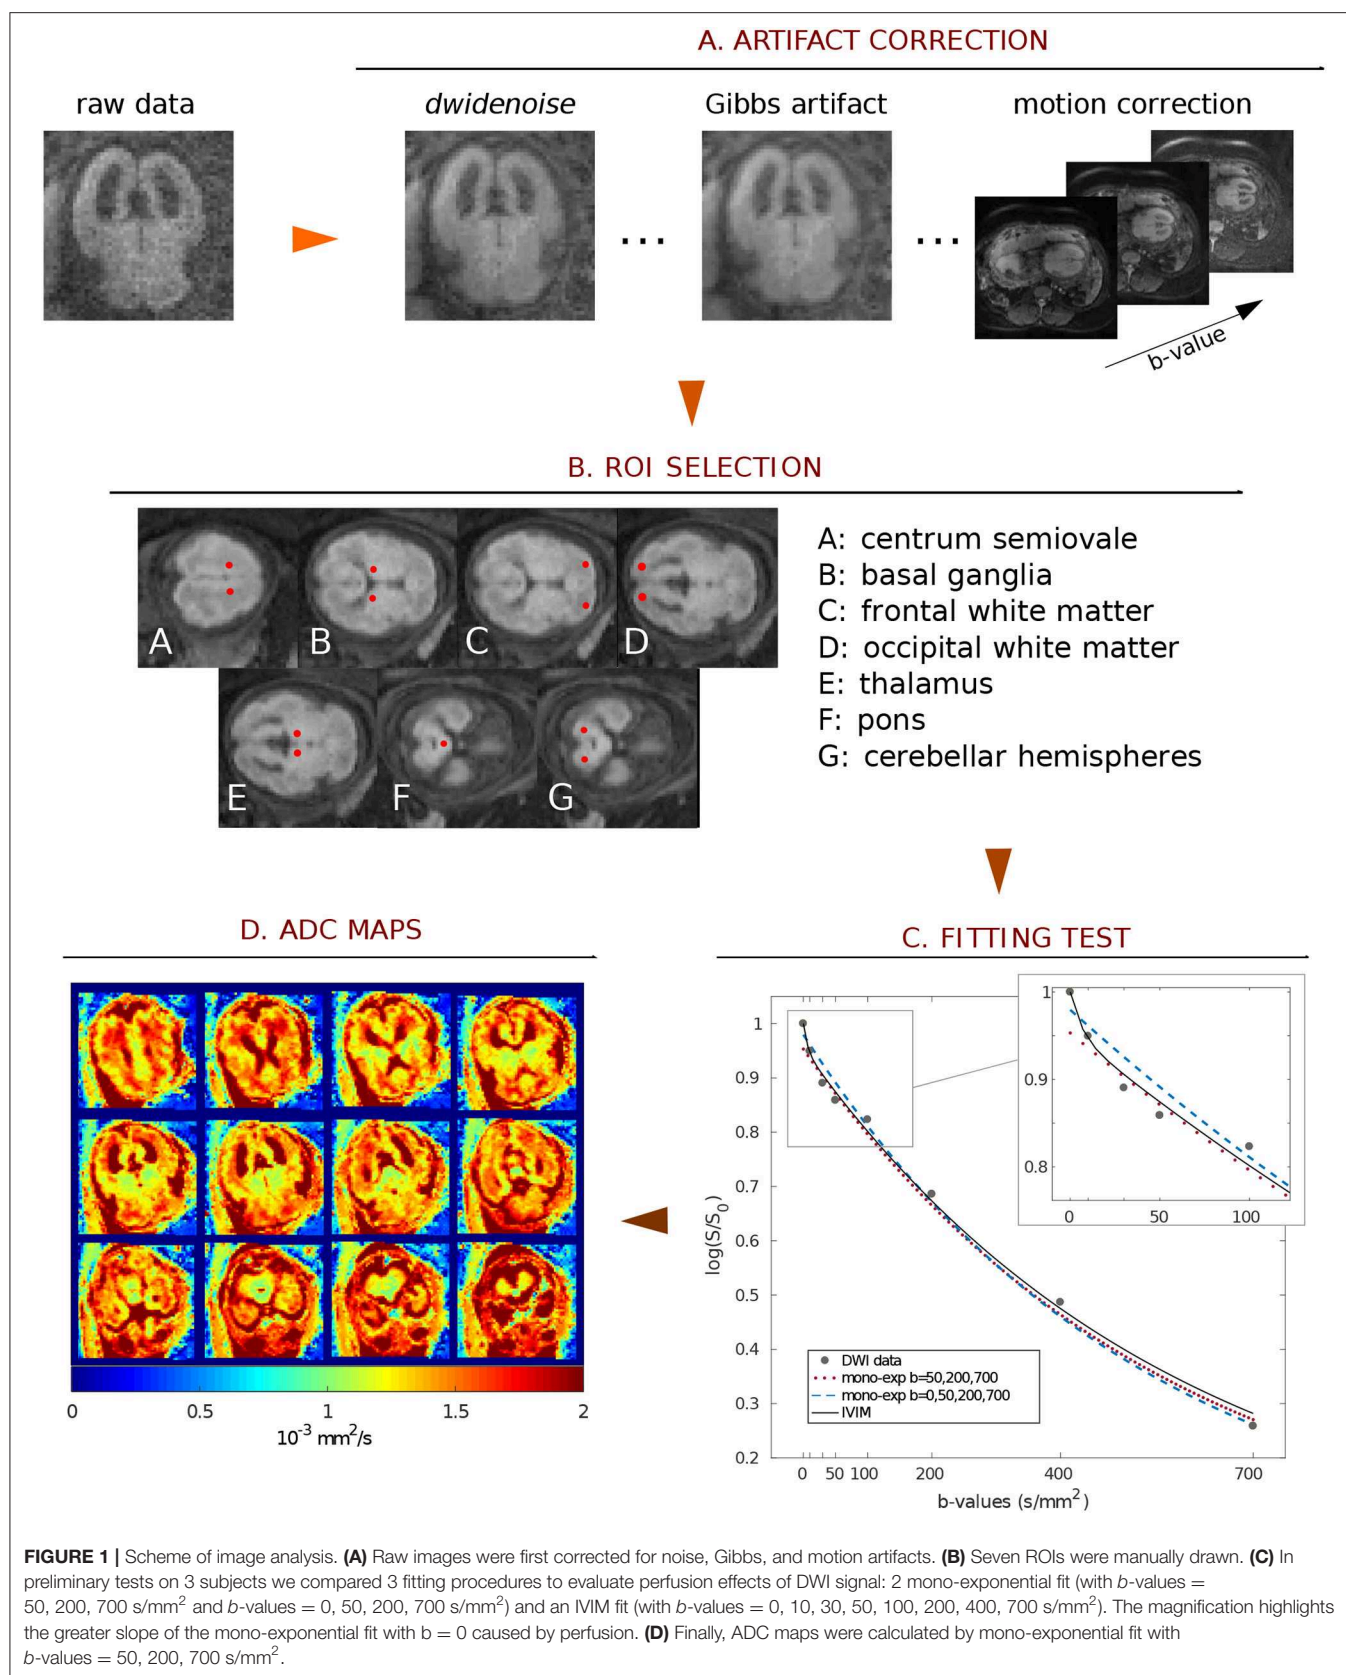 A. ARTIFACT CORRECTION
raw data
dwidenoise
Gibbs artifact
motion correction
...
...
b-value
B. ROI SELECTION
A
B
C
D
E
F
G
A: centrum semiovale
B: basal ganglia
C: frontal white matter
D: occipital white matter
E: thalamus
F: pons
G: cerebellar hemispheres
D. ADC MAPS
0 0.5 1 1.5 2
10⁻³ mm²/s
C. FITTING TEST
1
0.9
0.8
0.7
0.6
0.5
0.4
0.3
0.2
log(S/S₀)
0 50 100 200 400 700
b-values (s/mm²)
1
0.9
0.8
0 50 100
DWI data
mono-exp b=50,200,700
mono-exp b=0,50,200,700
IVIM
FIGURE 1 | Scheme of image analysis. (A) Raw images were first corrected for noise, Gibbs, and motion artifacts. (B) Seven ROIs were manually drawn. (C) In
preliminary tests on 3 subjects we compared 3 fitting procedures to evaluate perfusion effects of DWI signal: 2 mono-exponential fit (with b-values =
50, 200, 700 s/mm² and b-values = 0, 50, 200, 700 s/mm²) and an IVIM fit (with b-values = 0, 10, 30, 50, 100, 200, 400, 700 s/mm²). The magnification highlights
the greater slope of the mono-exponential fit with b = 0 caused by perfusion. (D) Finally, ADC maps were calculated by mono-exponential fit with
b-values = 50, 200, 700 s/mm².